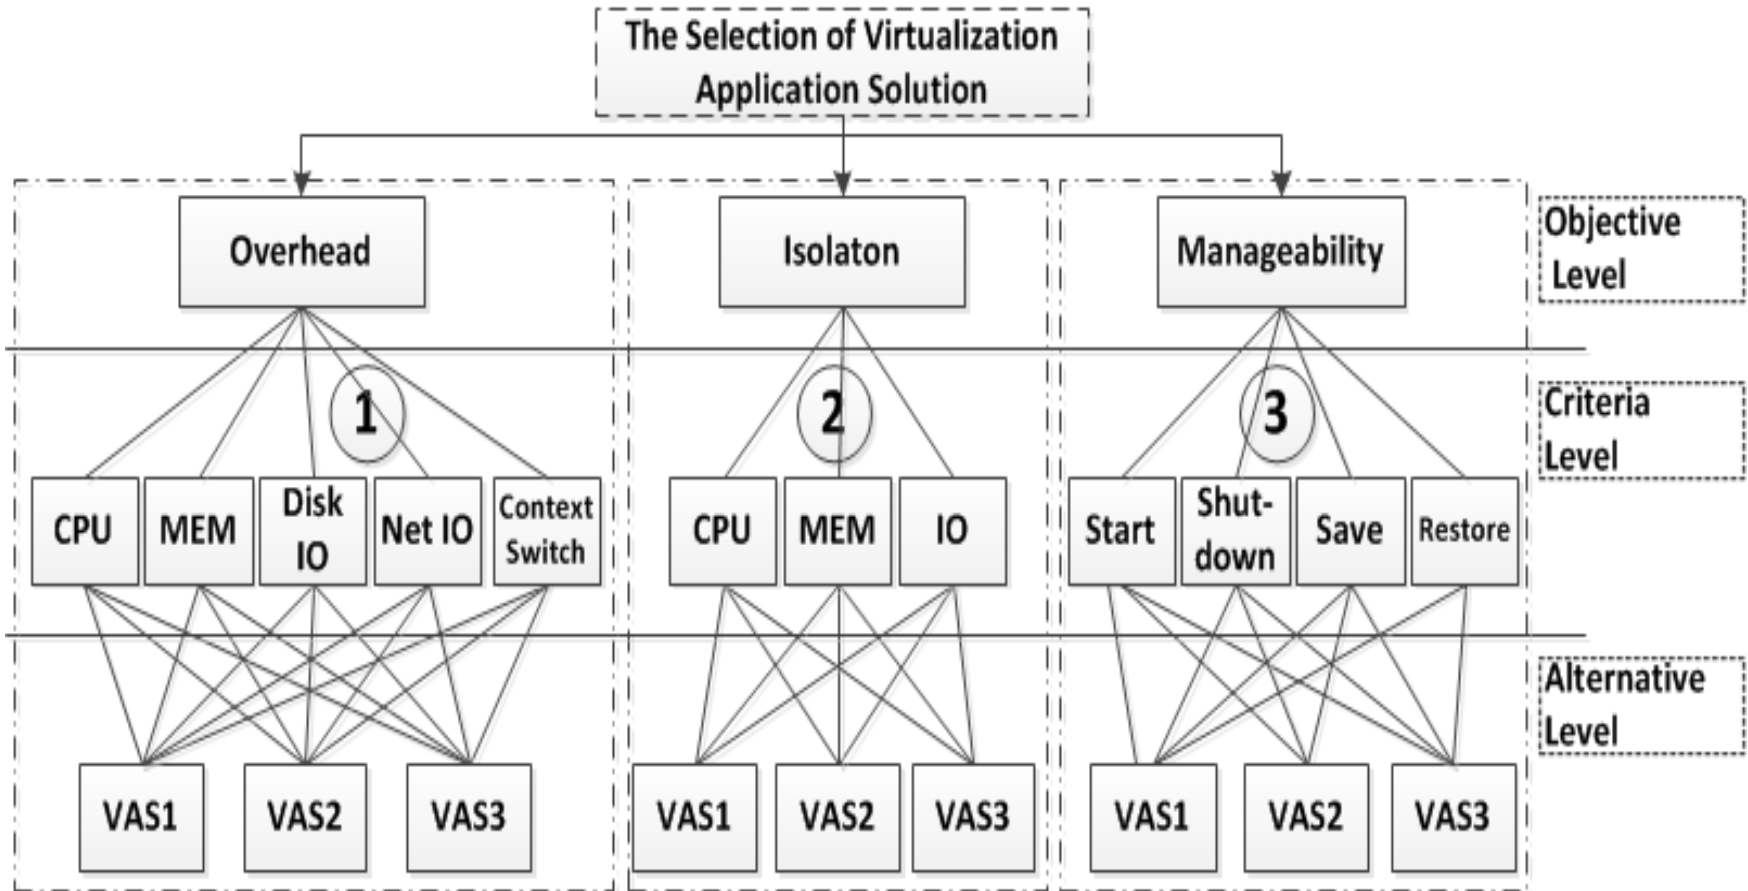 The Selection of Virtualization
Application Solution
Overhead
Isolaton
Manageability
Objective
Level
1
2
3
Criteria
Level
CPU
MEM
Disk
IO
Net IO
Context
Switch
CPU
MEM
IO
Start
Shut-
down
Save
Restore
Alternative
Level
VAS1
VAS2
VAS3
VAS1
VAS2
VAS3
VAS1
VAS2
VAS3